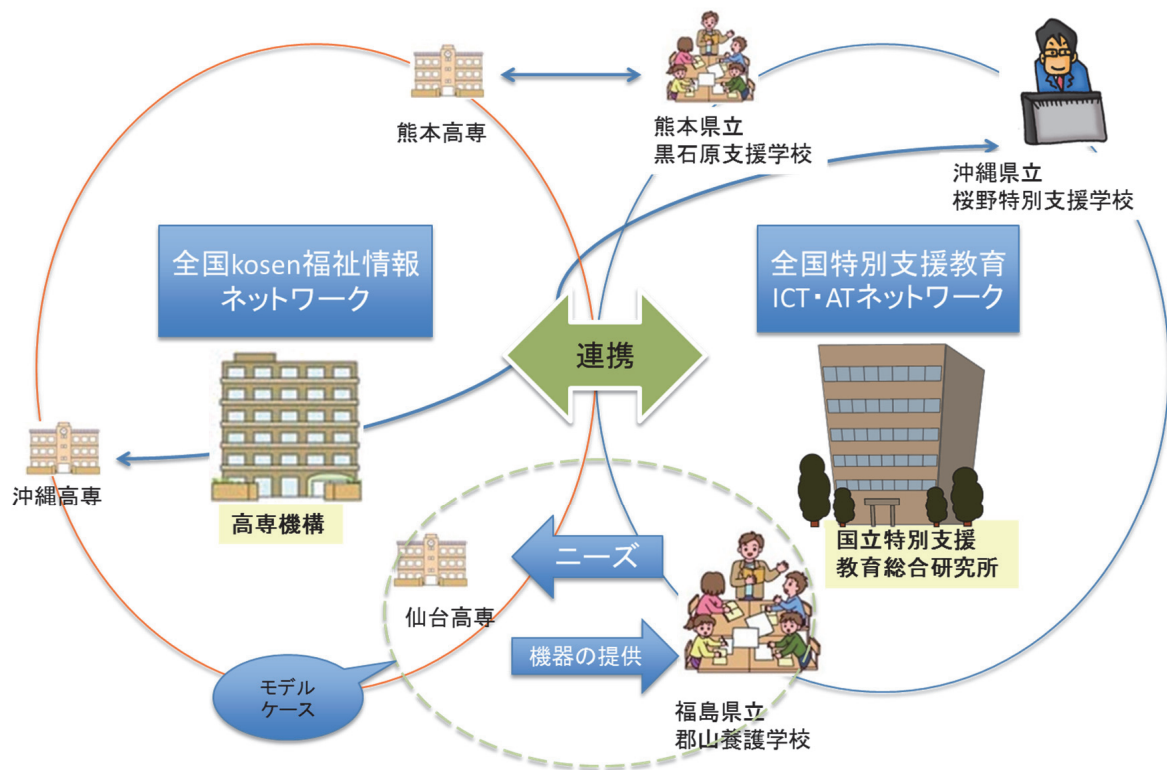 熊本高専
熊本県立
黒石原支援学校
沖縄県立
桜野特別支援学校
全国kosen福祉情報
ネットワーク
全国特別支援教育
ICT・ATネットワーク
連携
沖縄高専
高専機構
国立特別支援
教育総合研究所
ニーズ
仙台高専
機器の提供
モデル
ケース
福島県立
郡山養護学校